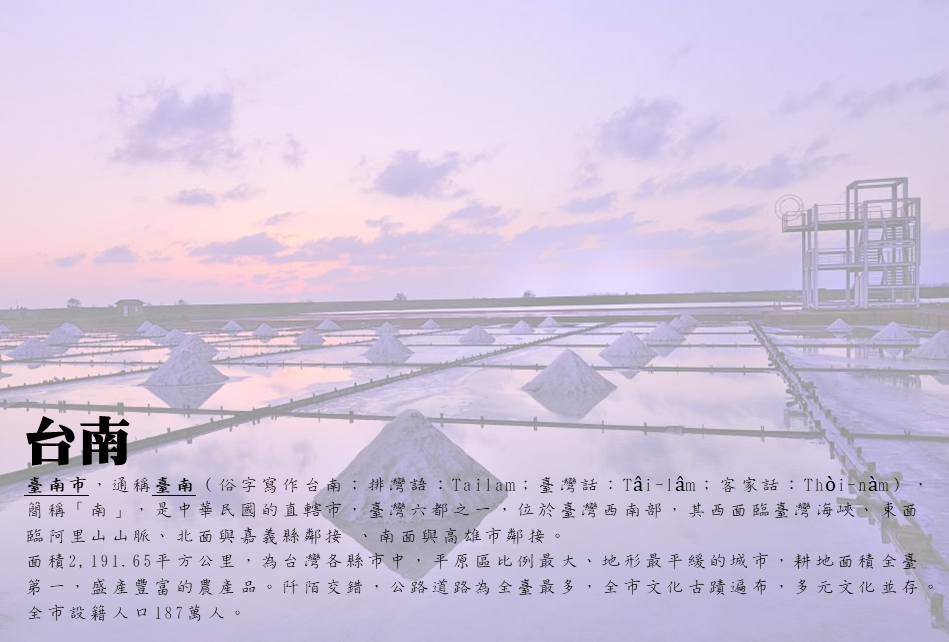 台南
臺南市，通稱臺南（俗字寫作台南；排灣語：Tailam；臺灣話：Tâi-lâm；客家話：Thòi-nàm），
簡稱「南」，是中華民國的直轄市，臺灣六都之一，位於臺灣西南部，其西面臨臺灣海峽、東面
臨阿里山山脈、北面與嘉義縣鄰接 、南面與高雄市鄰接。
面積2,191.65平方公里，為台灣各縣市中，平原區比例最大、地形最平緩的城市，耕地面積全臺
第一，盛產豐富的農產品。阡陌交錯，公路道路為全臺最多，全市文化古蹟遍布，多元文化並存。
全市設籍人口187萬人。